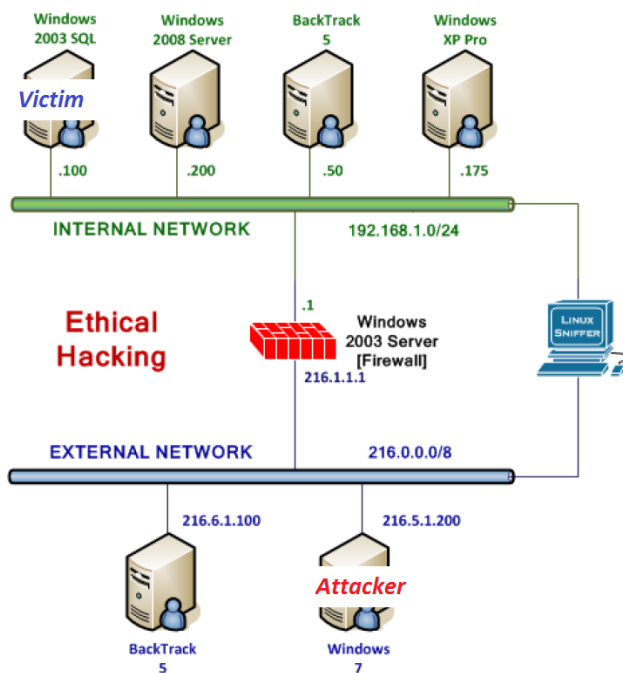 Windows
2003 SQL
Windows
2008 Server
BackTrack
5
Windows
XP Pro
Victim
.100
.200
.50
.175
INTERNAL NETWORK
192.168.1.0/24
Ethical
Hacking
.1
Windows
2003 Server
[Firewall]
216.1.1.1
LINUX
SNIFFER
EXTERNAL NETWORK
216.0.0.0/8
216.6.1.100
216.5.1.200
Attacker
BackTrack
5
Windows
7